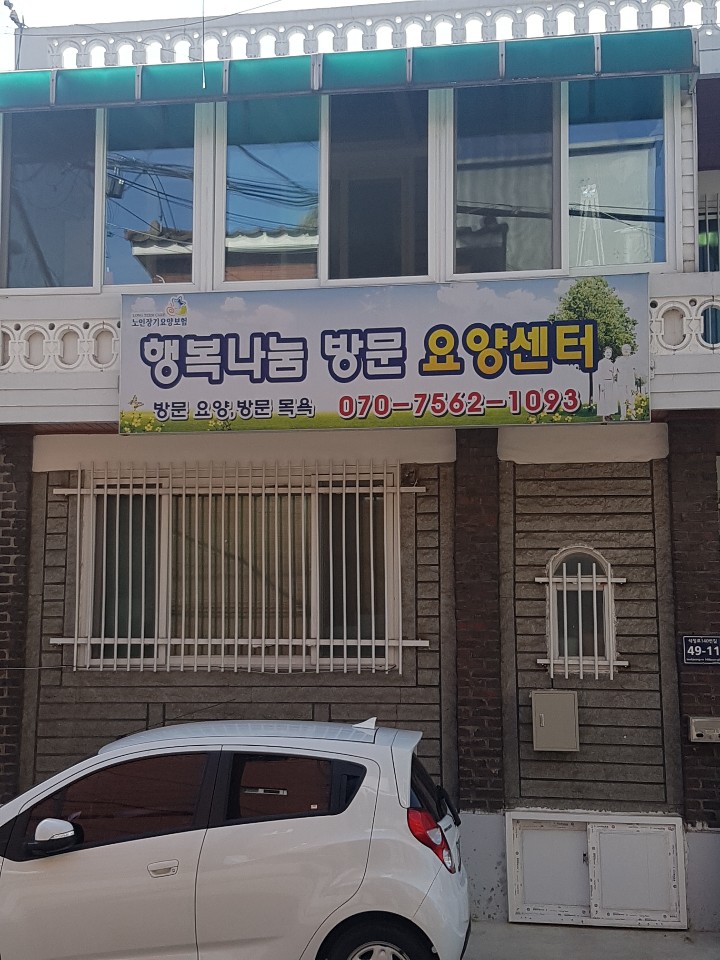 노인장기요양보험
행복나눔 방문 요양센터
방문 요양,방문 목욕 070-7562-1093
49-11